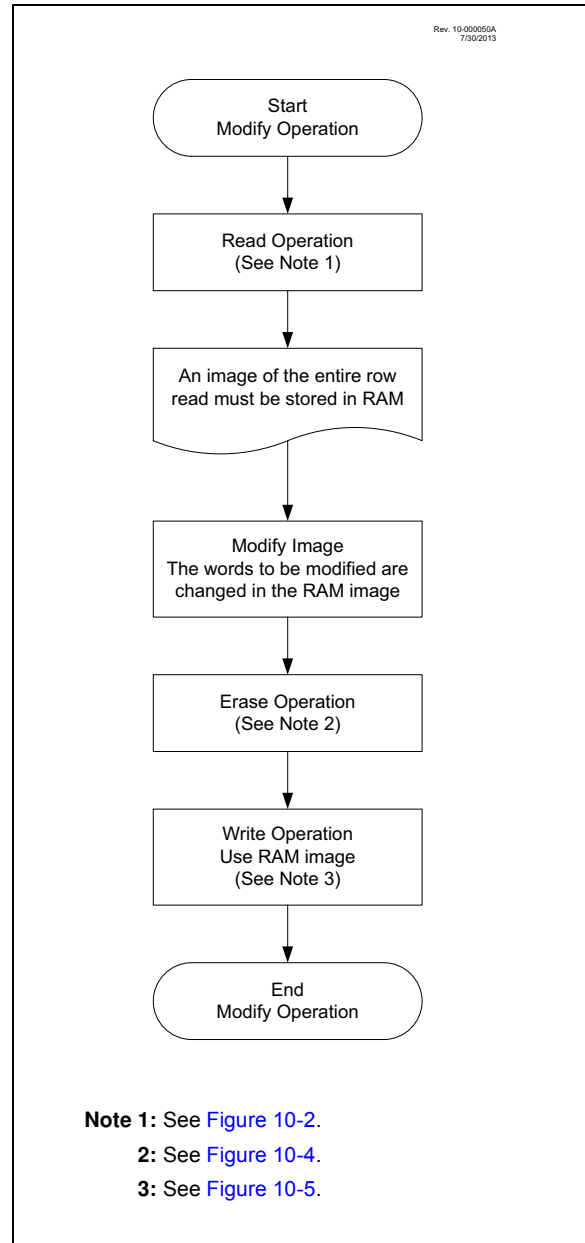 Rev. 10-000050A
7/30/2013
Start
Modify Operation
Read Operation
(See Note 1)
An image of the entire row
read must be stored in RAM
Modify Image
The words to be modified are
changed in the RAM image
Erase Operation
(See Note 2)
Write Operation
Use RAM image
(See Note 3)
End
Modify Operation
Note 1: See Figure 10-2.
2: See Figure 10-4.
3: See Figure 10-5.